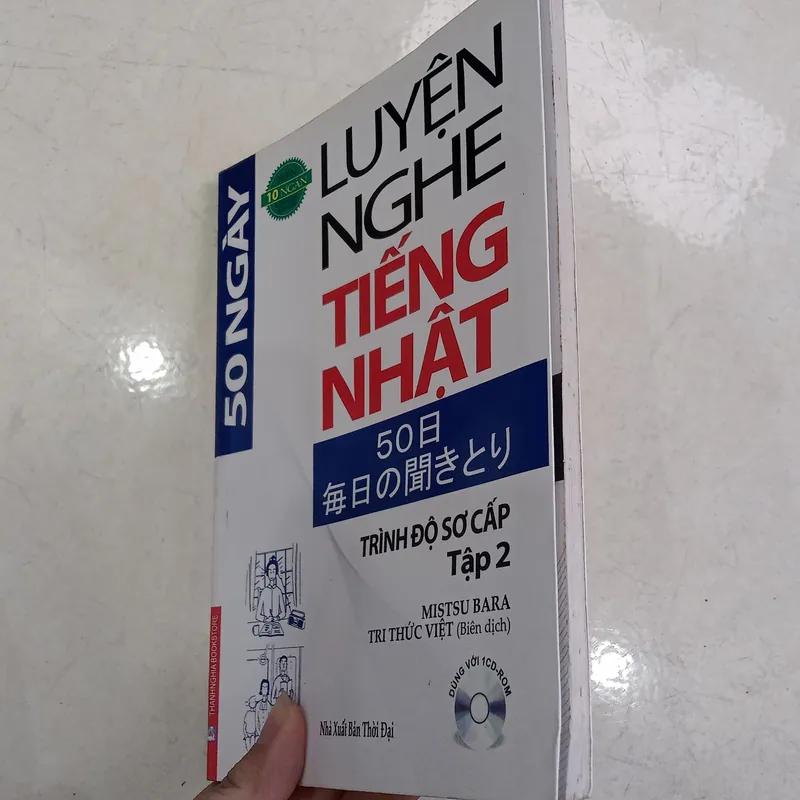 50 NGÀY
10 NGÀN
LUYỆN
NGHE
TIẾNG
NHẬT
50日
毎日の聞きとり
TRÌNH ĐỘ SƠ CẤP
Tập 2
MISTSU BARA
TRI THỨC VIỆT (Biên dịch)
DÙNG VỚI 1CD-ROM
Nhà Xuất Bản Thời Đại
THANHNGHIA BOOKSTORE